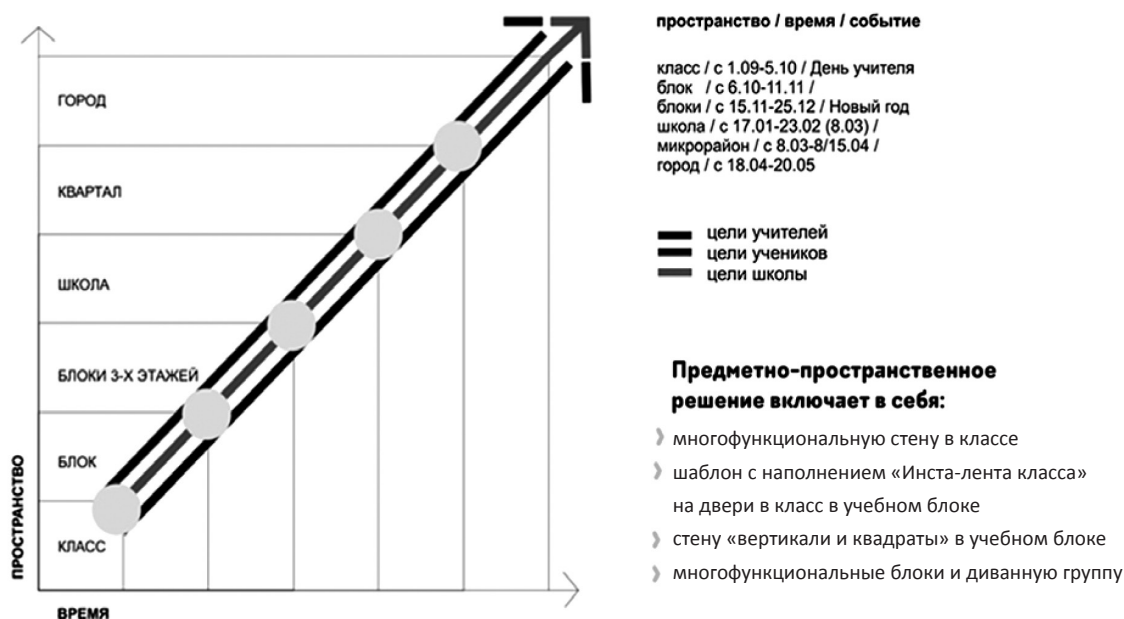 ГОРОД
КВАРТАЛ
ШКОЛА
БЛОКИ 3-Х ЭТАЖЕЙ
БЛОК
КЛАСС
ПРОСТРАНСТВО
ВРЕМЯ
пространство / время / событие
класс / с 1.09-5.10 / День учителя
блок / с 6.10-11.11 /
блоки / с 15.11-25.12 / Новый год
школа / с 17.01-23.02 (8.03) /
микрорайон / с 8.03-8/15.04 /
город / с 18.04-20.05
цели учителей
цели учеников
цели школы
Предметно-пространственное
решение включает в себя:
многофункциональную стену в классе
шаблон с наполнением «Инста-лента класса»
на двери в класс в учебном блоке
стену «вертикали и квадраты» в учебном блоке
многофункциональные блоки и диванную группу